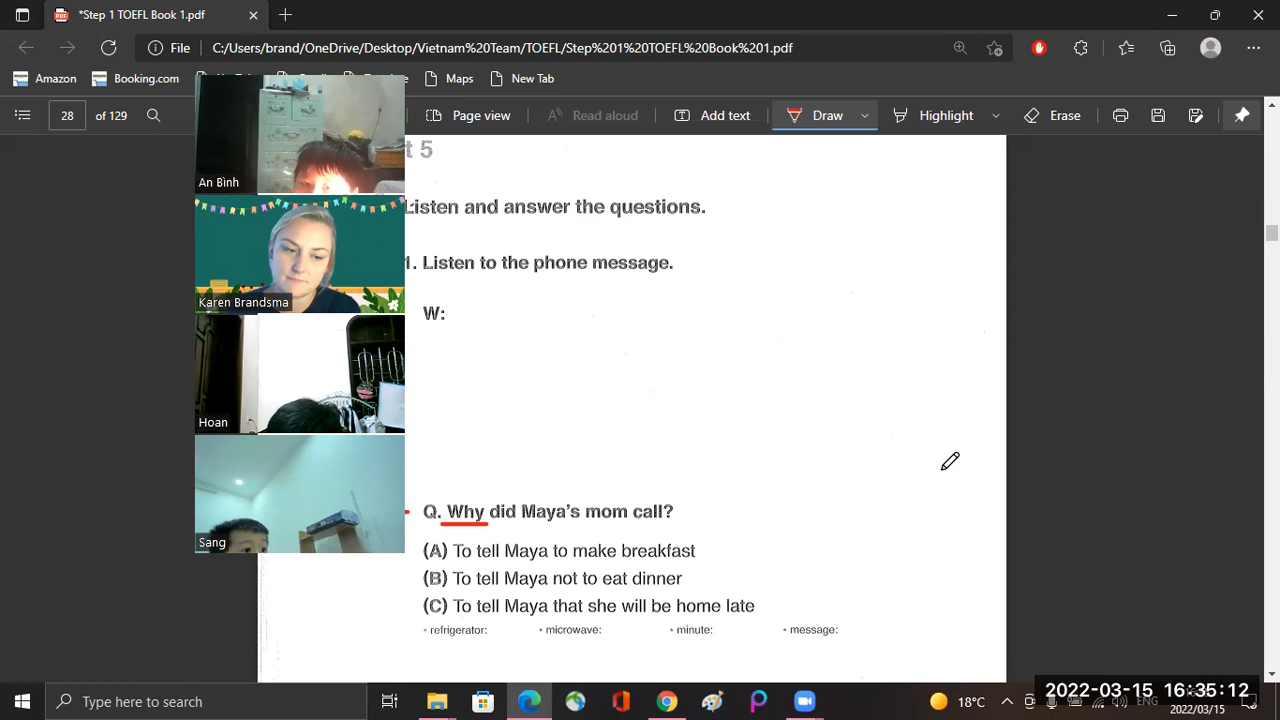 *Step 1 TOEFL Book 1.pdf
File
C:/Users/brand/OneDrive/Desktop/Vietnam%20Team/TOEFL/Step%201%20TOEFL%20Book%201.pdf
Amazon
Booking.com
Maps
New Tab
28 of 129
Page view
Read aloud
Add text
Draw
Highlight
Erase
t 5
Listen and answer the questions.
1. Listen to the phone message.
W:
Q. Why did Maya's mom call?
(A) To tell Maya to make breakfast
(B) To tell Maya not to eat dinner
(C) To tell Maya that she will be home late
* refrigerator: * microwave: * minute: * message:
An Bình
Karen Brandsma
Hoan
Sang
Type here to search
18°C
ENG
2022-03-15 16:35:12
2022/03/15